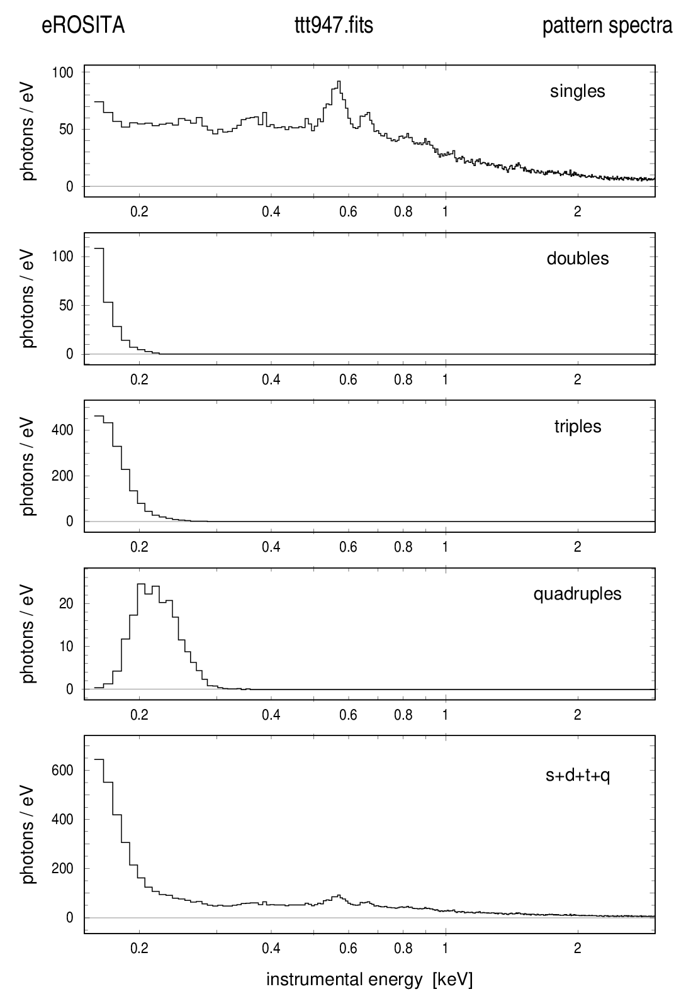 eROSITA ttt947.fits pattern spectra
photons / eV
100
50
0
singles
0.2 0.4 0.6 0.8 1 2
photons / eV
100
50
0
doubles
0.2 0.4 0.6 0.8 1 2
photons / eV
400
200
0
triples
0.2 0.4 0.6 0.8 1 2
photons / eV
20
10
0
quadruples
0.2 0.4 0.6 0.8 1 2
photons / eV
600
400
200
0
s+d+t+q
0.2 0.4 0.6 0.8 1 2
instrumental energy [keV]